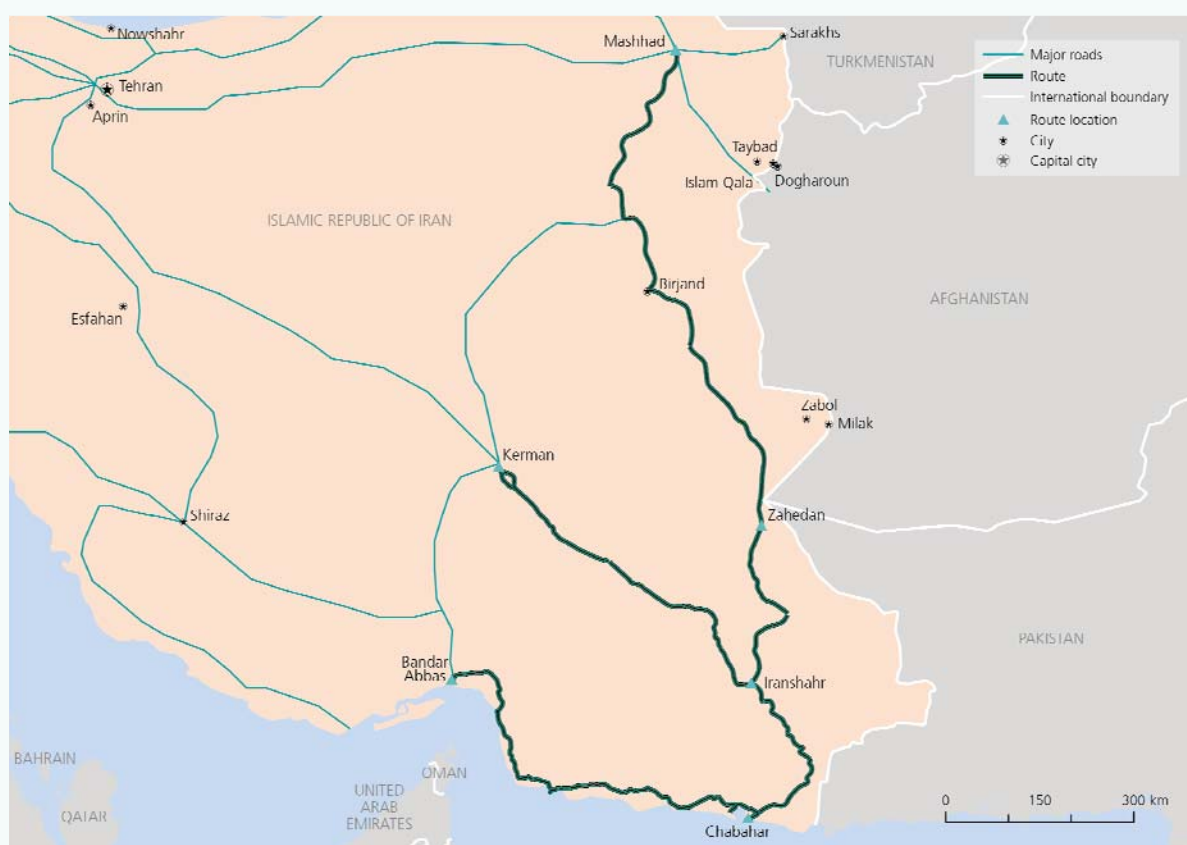 Nowshahr
Mashhad
Sarakhs
TURKMENISTAN
Tehran
Aprin
Major roads
Route
International boundary
Route location
City
Capital city
Taybad
Islam Qala
Dogharoun
ISLAMIC REPUBLIC OF IRAN
Birjand
AFGHANISTAN
Esfahan
Zabol
Milak
Kerman
Shiraz
Zahedan
PAKISTAN
Bandar
Abbas
Iranshahr
BAHRAIN
OMAN
QATAR
UNITED
ARAB
EMIRATES
0 150 300 km
Chabahar